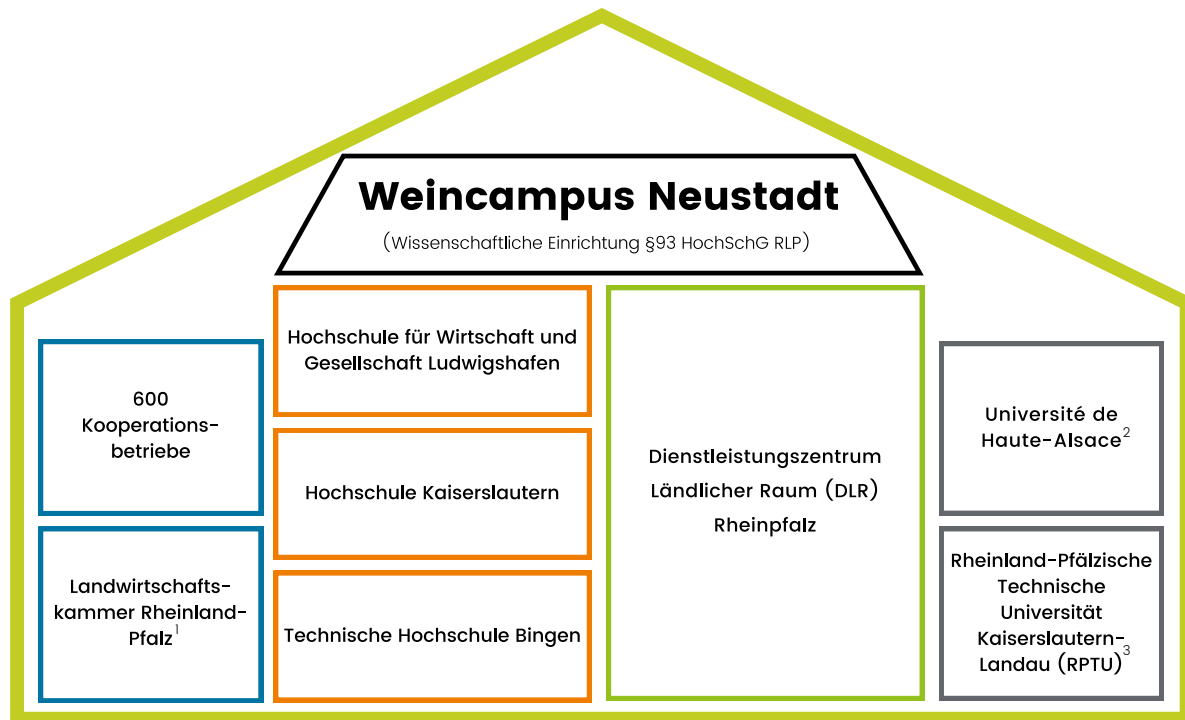 Weincampus Neustadt
(Wissenschaftliche Einrichtung §93 HochSchG RLP)
600
Kooperations-
betriebe
Landwirtschafts-
kammer Rheinland-
Pfalz¹
Hochschule für Wirtschaft und
Gesellschaft Ludwigshafen
Hochschule Kaiserslautern
Technische Hochschule Bingen
Dienstleistungszentrum
Ländlicher Raum (DLR)
Rheinpfalz
Université de
Haute-Alsace²
Rheinland-Pfälzische
Technische
Universität
Kaiserslautern-
Landau (RPTU)³